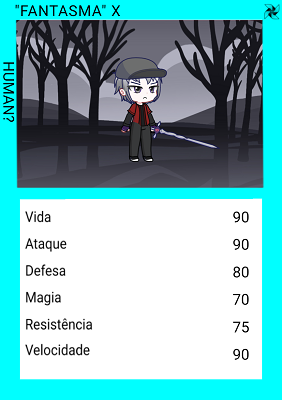 "FANTASMA" X
HUMAN?
Vida 90
Ataque 90
Defesa 80
Magia 70
Resistência 75
Velocidade 90